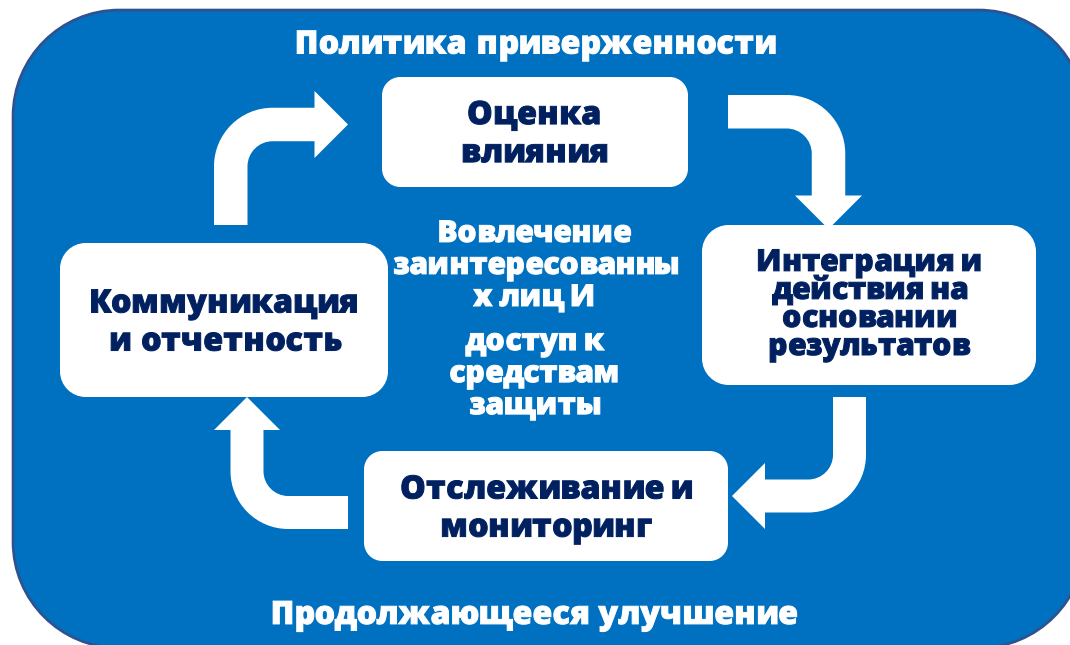 Политика приверженности
Оценка
влияния
Вовлечение
заинтересованны
х лиц И
доступ к
средствам
защиты
Интеграция и
действия на
основании
результатов
Коммуникация
и отчетность
Отслеживание и
мониторинг
Продолжающееся улучшение